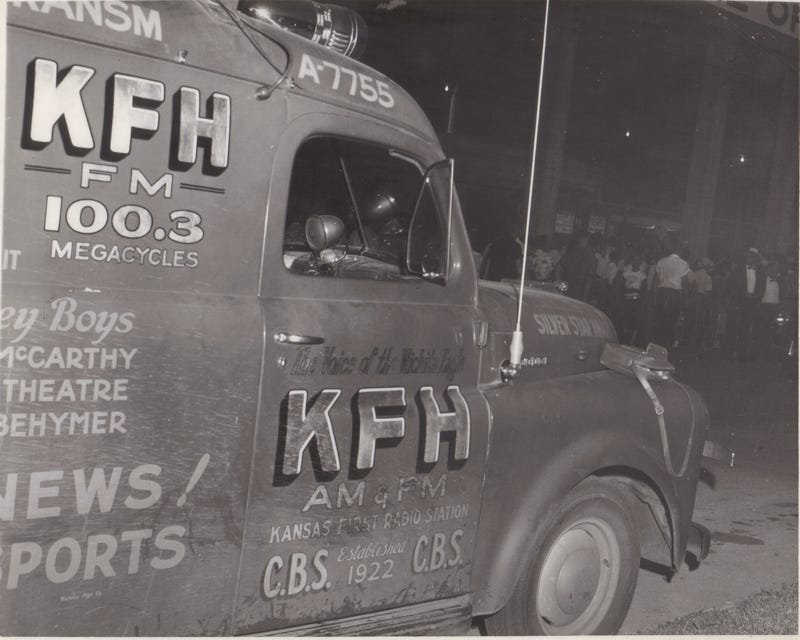 RANSM
A-7755
KFH
FM
100.3
MEGACYCLES
IT
ey Boys
McCARTHY
THEATRE
BEHYMER
NEWS!
SPORTS
The Voice of the Wichita Eagle
KFH
AM & FM
KANSAS FIRST RADIO STATION
C.B.S. Established 1922 C.B.S.
SILVER STAR